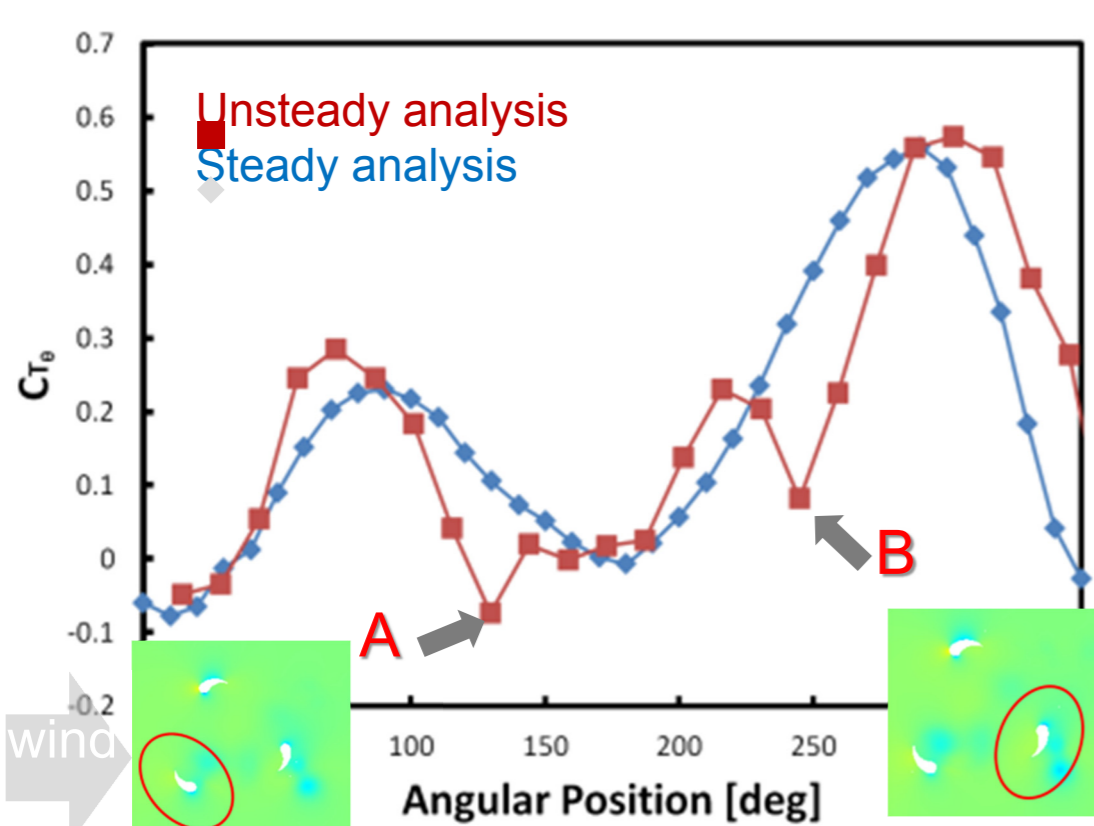 0.7
0.6
0.5
0.4
0.3
0.2
0.1
0
-0.1
-0.2
Unsteady analysis
Steady analysis
CTθ
A
B
wind
100 150 200 250
Angular Position [deg]